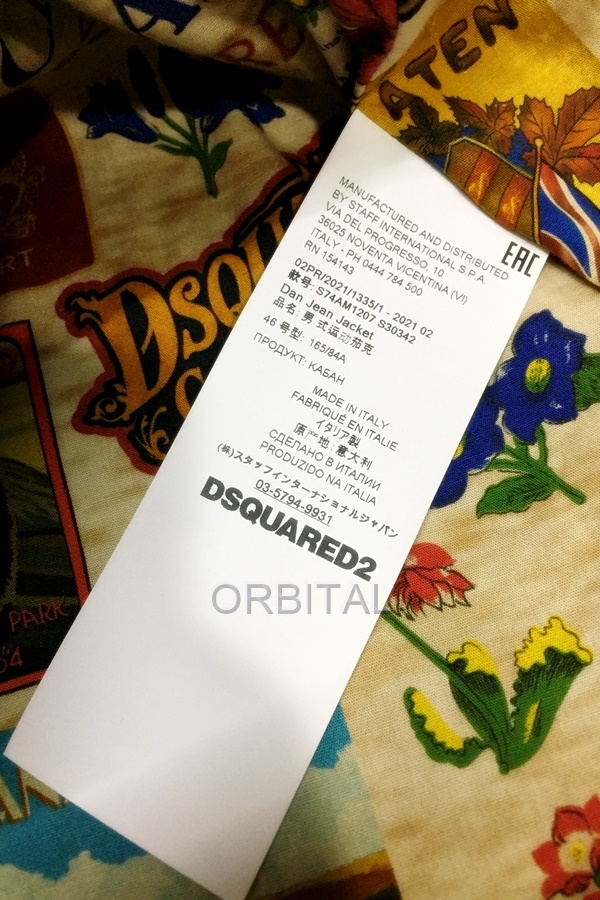 ATEN
MANUFACTURED AND DISTRIBUTED
BY STAFF INTERNATIONAL S.P.A.
VIA DEL PROGRESSO, 10
36025 NOVENTA VICENTINA (VI)
ITALY - PH 0444 784 500
RN 154143
EAC
02PR/2021/1335/1 - 2021 02
款号: S74AM1207 S30342
Dan Jean Jacket
品名: 男式运动茄克
46 号型: 165/84A
ПРОДУКТ: КАБАН
MADE IN ITALY
FABRIQUÉ EN ITALIE
イタリア製
原产地: 意大利
СДЕЛАНО В ИТАЛИИ
PRODUZIDO NA ITALIA
(株)スタッフインターナショナルジャパン
03-5794-9931
DSQUARED2
ORBITAL
PARK